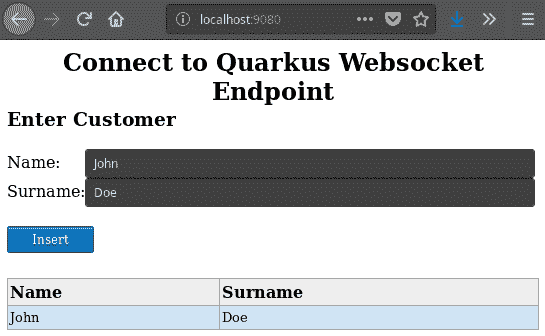 localhost:9080
Connect to Quarkus Websocket
Endpoint
Enter Customer
Name: John
Surname: Doe
Insert
Name Surname
John Doe